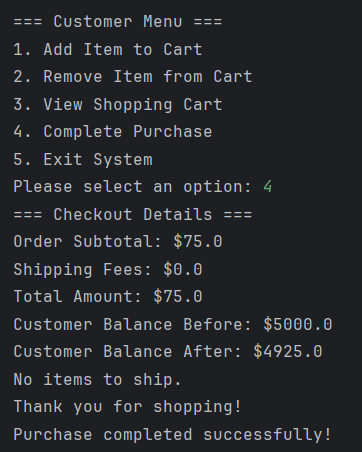 === Customer Menu ===
1. Add Item to Cart
2. Remove Item from Cart
3. View Shopping Cart
4. Complete Purchase
5. Exit System
Please select an option: 4
=== Checkout Details ===
Order Subtotal: $75.0
Shipping Fees: $0.0
Total Amount: $75.0
Customer Balance Before: $5000.0
Customer Balance After: $4925.0
No items to ship.
Thank you for shopping!
Purchase completed successfully!